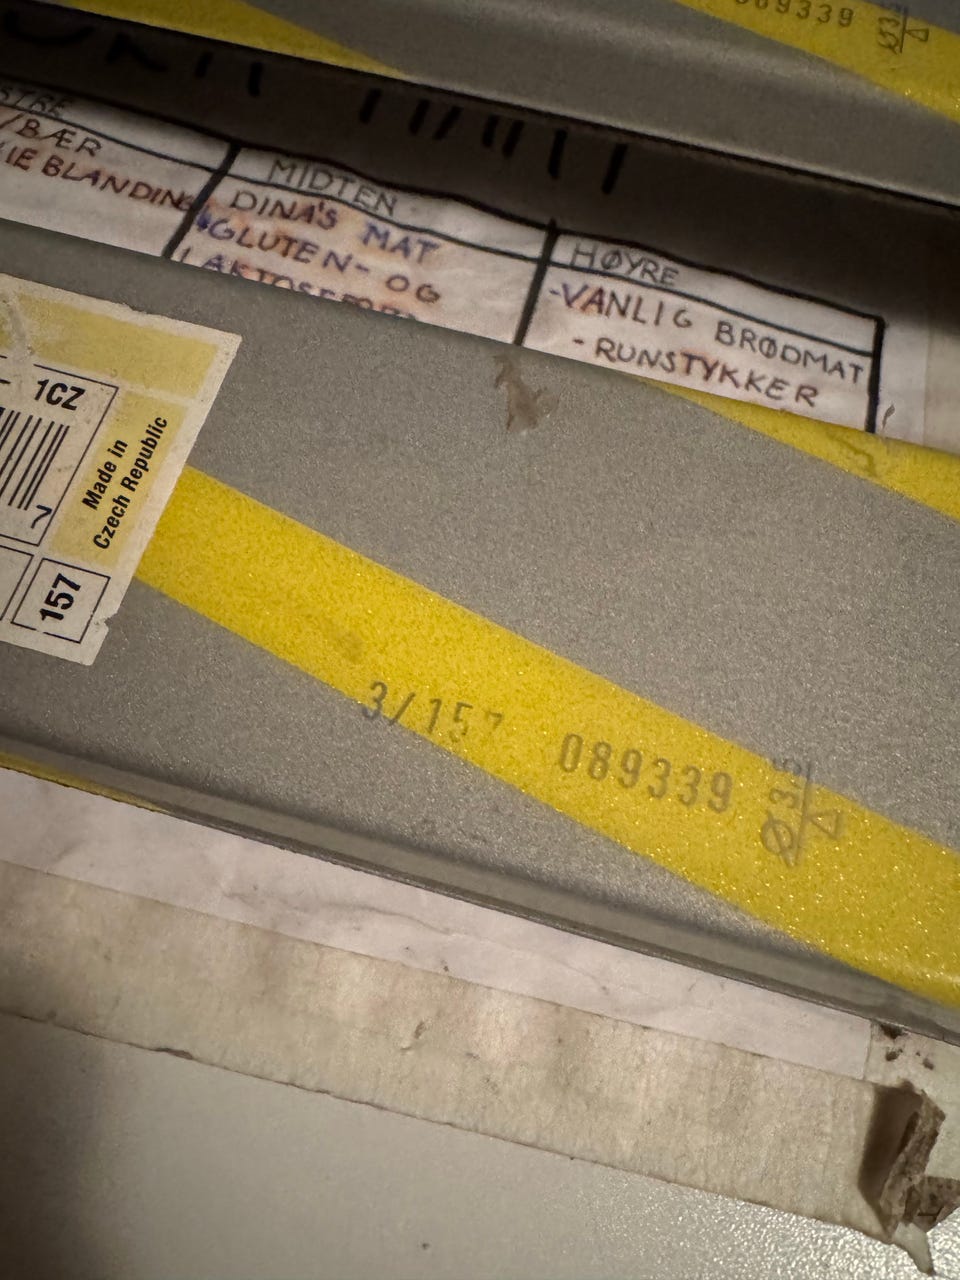 089339
/BÆR
BLANDING
MIDTEN
DINA'S MAT
GLUTEN- OG
HØYRE
-VANLIG BRØDMAT
- RUNSTYKKER
1CZ
Made in
Czech Republic
7
157
3/157 089339